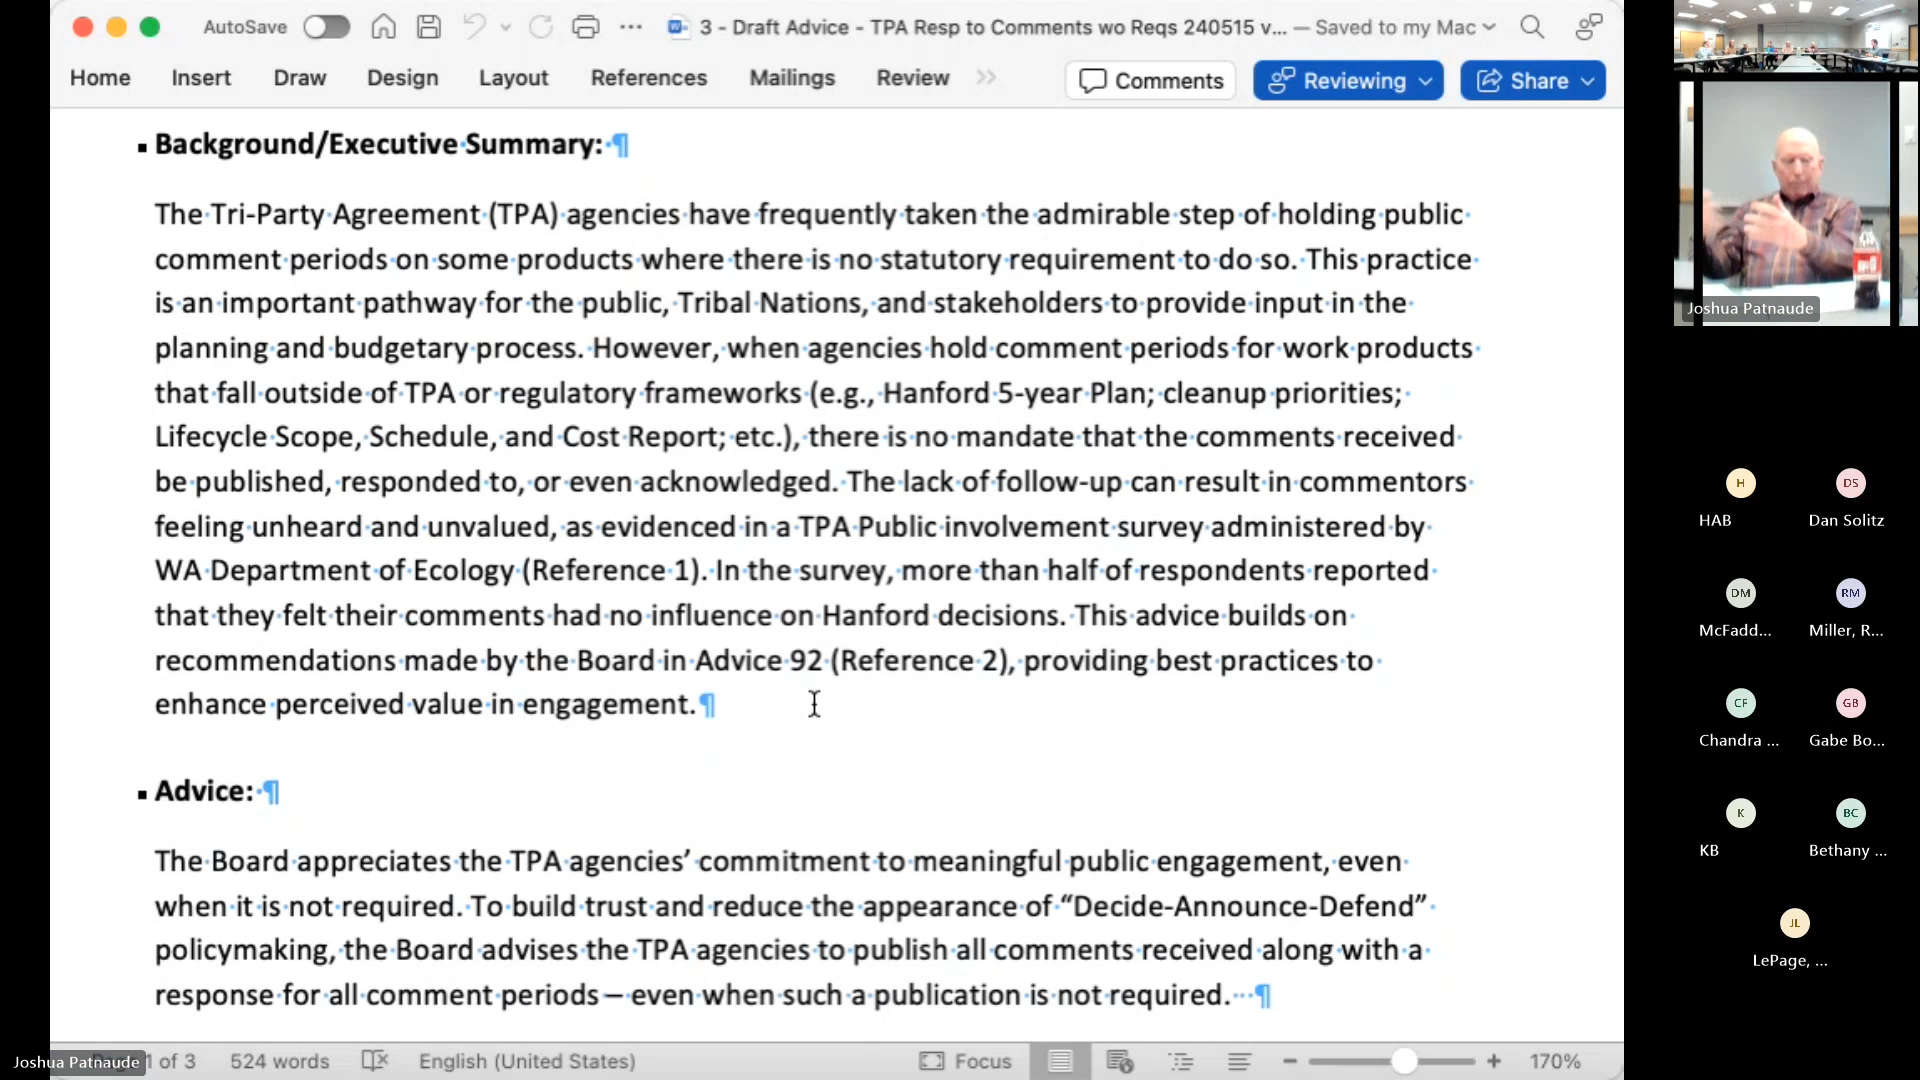 AutoSave
3 - Draft Advice - TPA Resp to Comments wo Reqs 240515 v... — Saved to my Mac
Home Insert Draw Design Layout References Mailings Review Comments Reviewing Share
Background/Executive Summary: ¶
The Tri-Party Agreement (TPA) agencies have frequently taken the admirable step of holding public
comment periods on some products where there is no statutory requirement to do so. This practice
is an important pathway for the public, Tribal Nations, and stakeholders to provide input in the
planning and budgetary process. However, when agencies hold comment periods for work products
that fall outside of TPA or regulatory frameworks (e.g., Hanford 5-year Plan; cleanup priorities;
Lifecycle Scope, Schedule, and Cost Report; etc.), there is no mandate that the comments received
be published, responded to, or even acknowledged. The lack of follow-up can result in commentors
feeling unheard and unvalued, as evidenced in a TPA Public involvement survey administered by
WA Department of Ecology (Reference 1). In the survey, more than half of respondents reported
that they felt their comments had no influence on Hanford decisions. This advice builds on
recommendations made by the Board in Advice 92 (Reference 2), providing best practices to
enhance perceived value in engagement. ¶
Advice: ¶
The Board appreciates the TPA agencies’ commitment to meaningful public engagement, even
when it is not required. To build trust and reduce the appearance of “Decide-Announce-Defend”
policymaking, the Board advises the TPA agencies to publish all comments received along with a
response for all comment periods – even when such a publication is not required. ¶
Joshua Patnaude
1 of 3 524 words English (United States) Focus 170%
Joshua Patnaude
H DS
HAB Dan Solitz
DM RM
McFadd... Miller, R...
CF GB
Chandra ... Gabe Bo...
K BC
KB Bethany ...
JL
LePage, ...